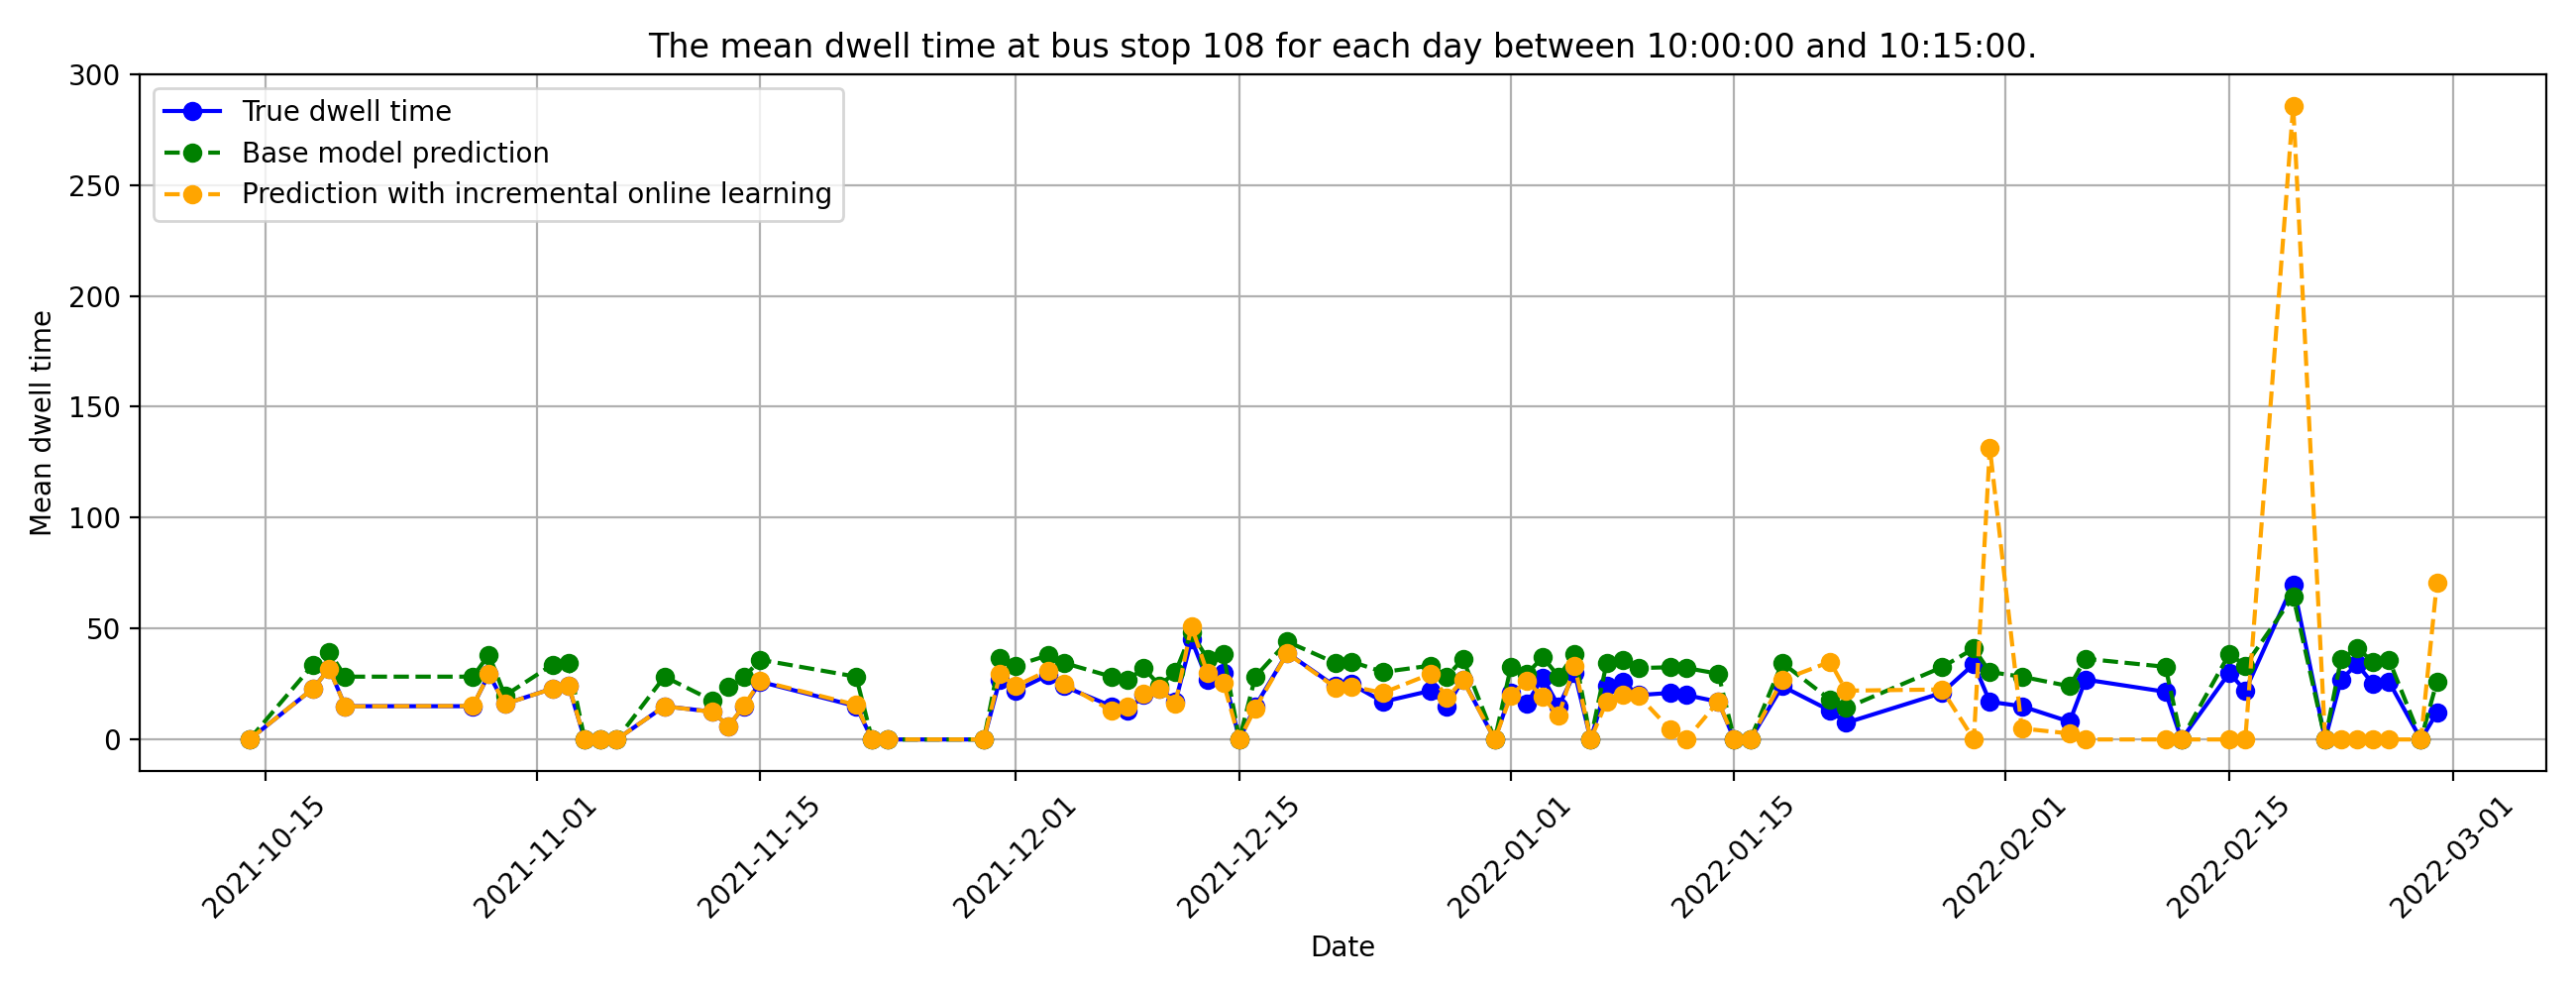 The mean dwell time at bus stop 108 for each day between 10:00:00 and 10:15:00.
300
250
200
150
100
50
0
Mean dwell time
True dwell time
Base model prediction
Prediction with incremental online learning
2021-10-15
2021-11-01
2021-11-15
2021-12-01
2021-12-15
2022-01-01
2022-01-15
2022-02-01
2022-02-15
2022-03-01
Date